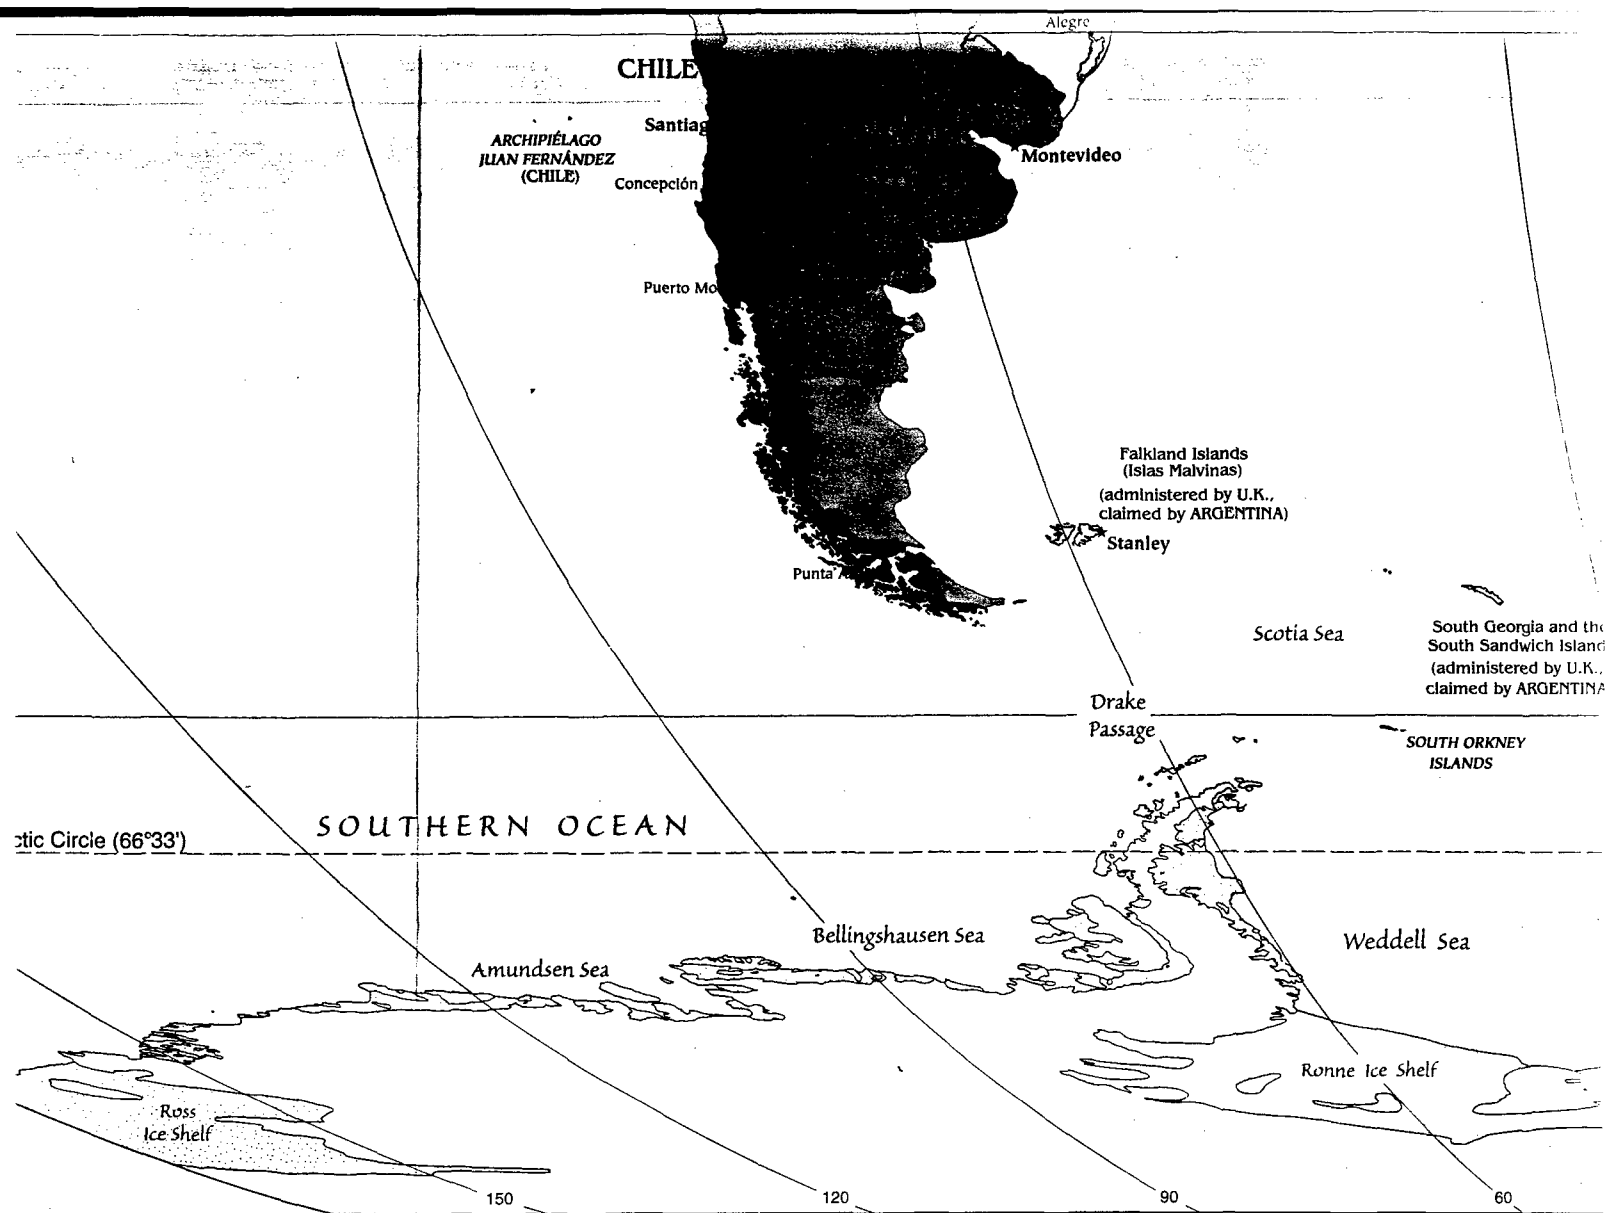 Alegre
CHILE
Santiag
ARCHIPIÉLAGO
JUAN FERNÁNDEZ
(CHILE)
Montevideo
Concepción
Puerto Mo
Falkland Islands
(Islas Malvinas)
(administered by U.K.,
claimed by ARGENTINA)
Stanley
Punta A
Scotia Sea
South Georgia and the
South Sandwich Island
(administered by U.K.,
claimed by ARGENTINA
Drake
Passage
SOUTH ORKNEY
ISLANDS
SOUTHERN OCEAN
ctic Circle (66°33')
Bellingshausen Sea
Weddell Sea
Amundsen Sea
Ronne Ice Shelf
Ross
Ice Shelf
150
120
90
60